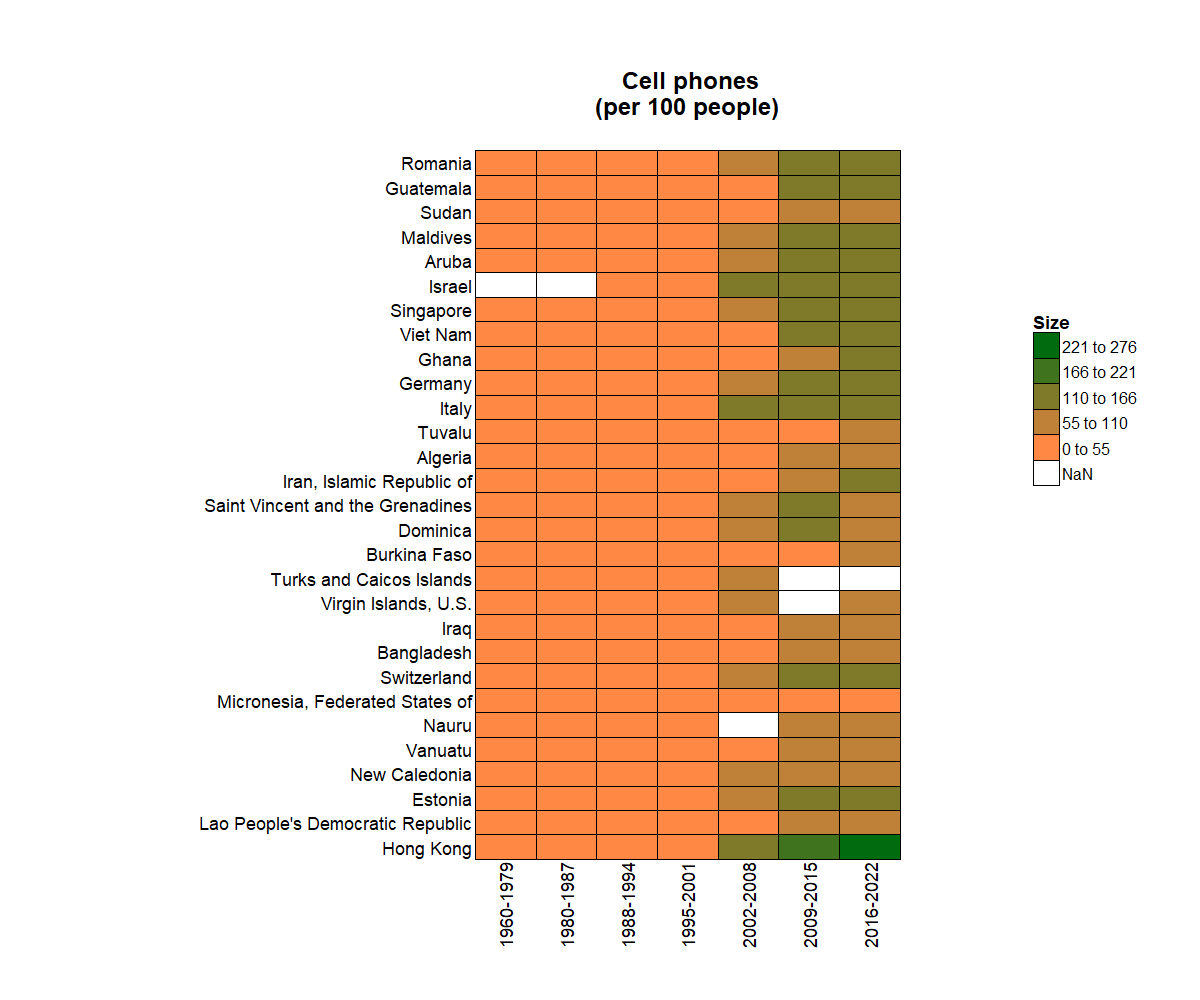 Cell phones
(per 100 people)
Romania
Guatemala
Sudan
Maldives
Aruba
Israel
Singapore
Viet Nam
Ghana
Germany
Italy
Tuvalu
Algeria
Iran, Islamic Republic of
Saint Vincent and the Grenadines
Dominica
Burkina Faso
Turks and Caicos Islands
Virgin Islands, U.S.
Iraq
Bangladesh
Switzerland
Micronesia, Federated States of
Nauru
Vanuatu
New Caledonia
Estonia
Lao People's Democratic Republic
Hong Kong
1960-1979
1980-1987
1988-1994
1995-2001
2002-2008
2009-2015
2016-2022
Size
221 to 276
166 to 221
110 to 166
55 to 110
0 to 55
NaN